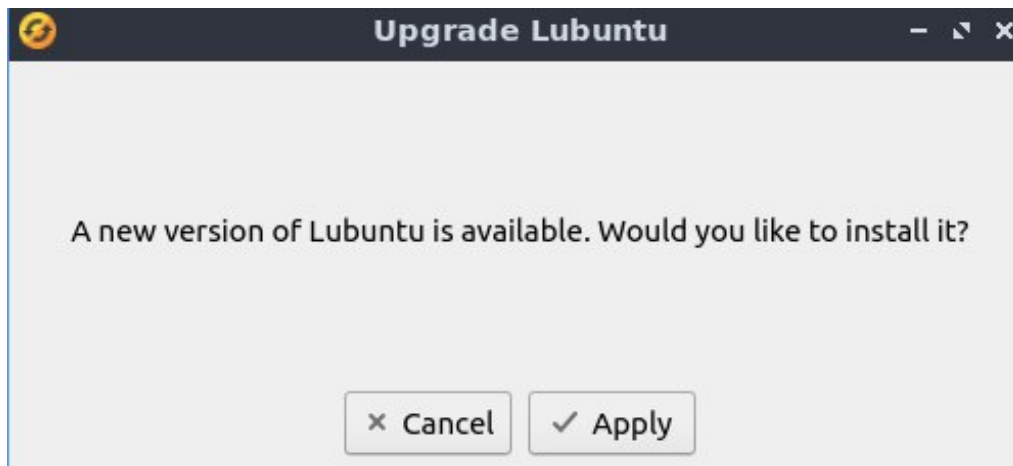 Upgrade Lubuntu
A new version of Lubuntu is available. Would you like to install it?
Cancel
Apply